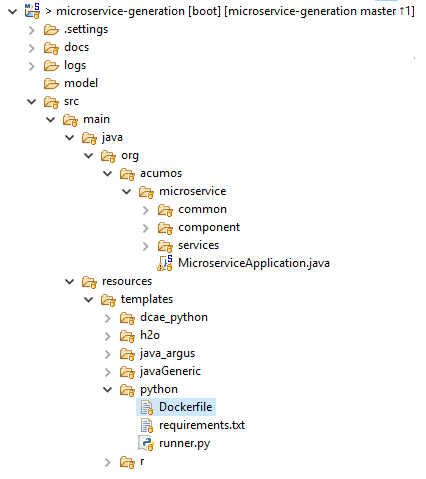 > microservice-generation [boot] [microservice-generation master ↑1]
.settings
docs
logs
model
src
main
java
org
acumos
microservice
common
component
services
MicroserviceApplication.java
resources
templates
dcae_python
h2o
java_argus
javaGeneric
python
Dockerfile
requirements.txt
runner.py
r